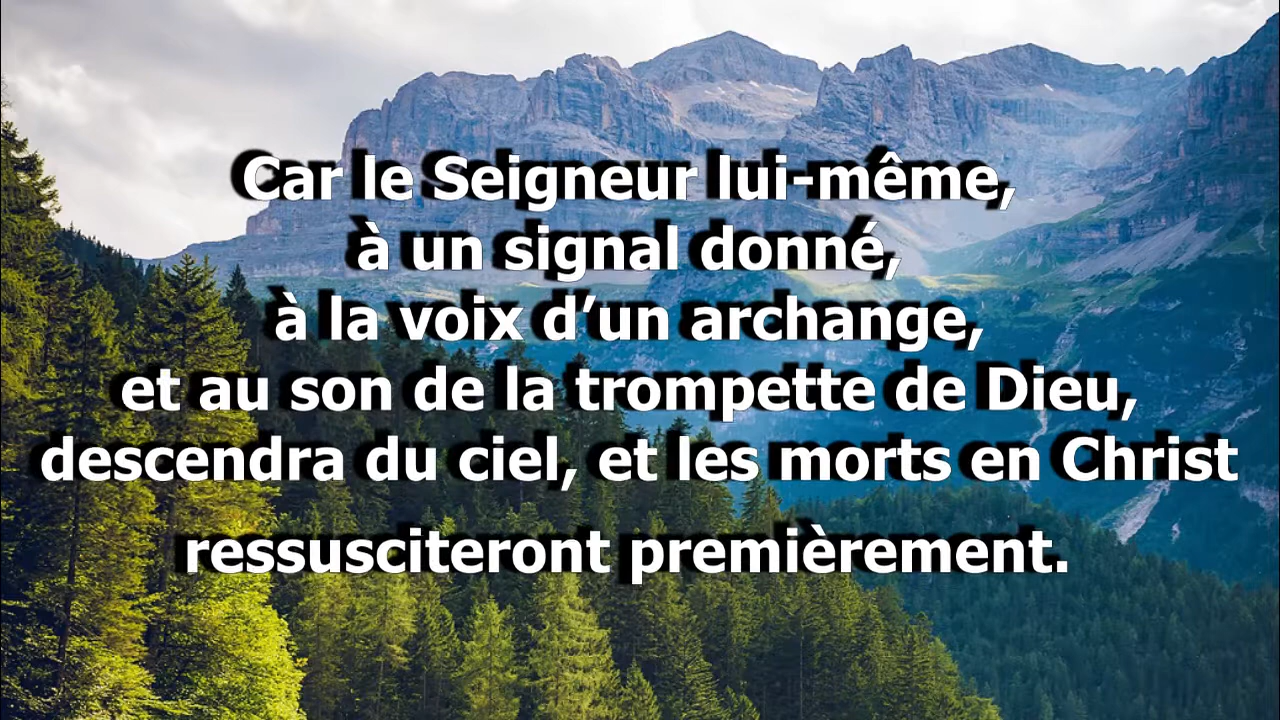 Car le Seigneur lui-même,
à un signal donné,
à la voix d’un archange,
et au son de la trompette de Dieu,
descendra du ciel, et les morts en Christ
ressusciteront premièrement.